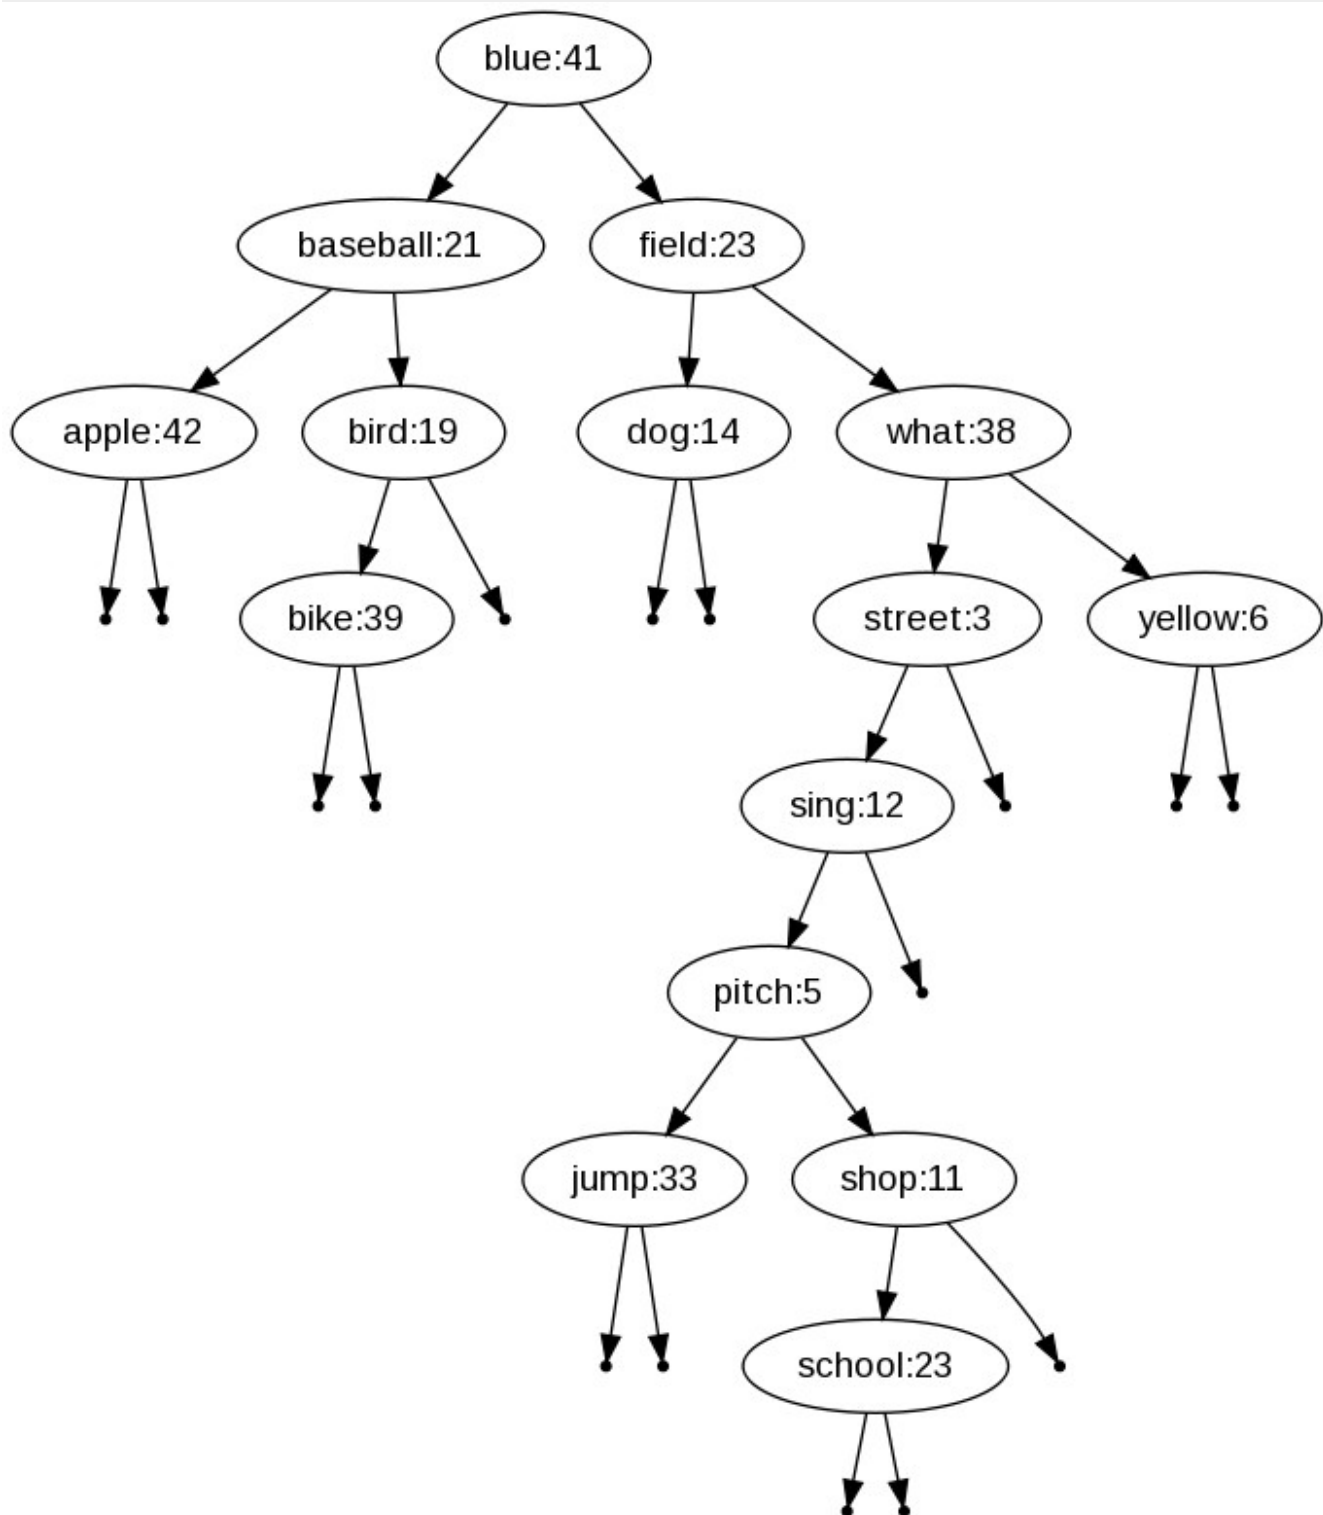 blue:41
baseball:21
field:23
apple:42
bird:19
dog:14
what:38
bike:39
street:3
yellow:6
sing:12
pitch:5
jump:33
shop:11
school:23